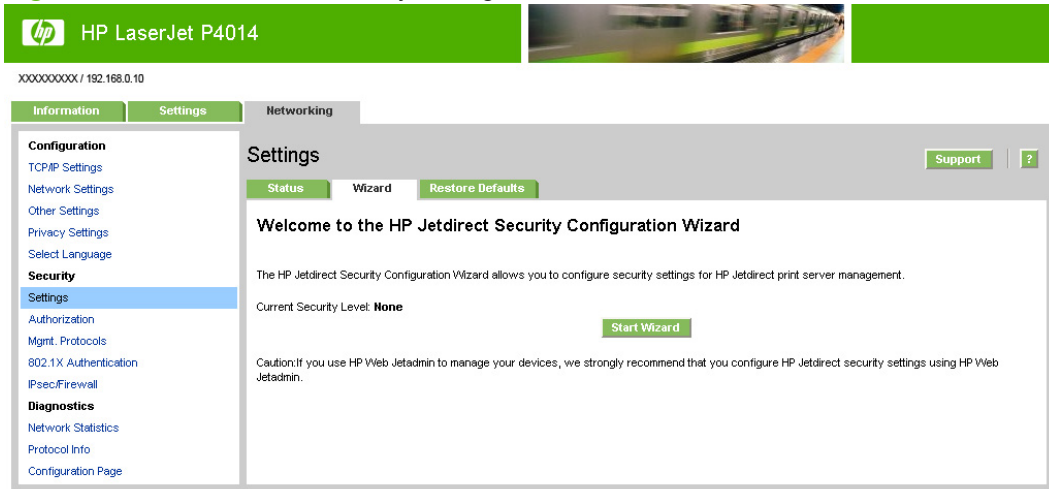 hp HP LaserJet P4014
XXXXXXXXX / 192.168.0.10
Information Settings Networking
Configuration
TCP/IP Settings
Network Settings
Other Settings
Privacy Settings
Select Language
Security
Settings
Authorization
Mgmt. Protocols
802.1X Authentication
IPsec/Firewall
Diagnostics
Network Statistics
Protocol Info
Configuration Page
Settings
Support ?
Status Wizard Restore Defaults
Welcome to the HP Jetdirect Security Configuration Wizard
The HP Jetdirect Security Configuration Wizard allows you to configure security settings for HP Jetdirect print server management.
Current Security Level: None
Start Wizard
Caution:If you use HP Web Jetadmin to manage your devices, we strongly recommend that you configure HP Jetdirect security settings using HP Web
Jetadmin.